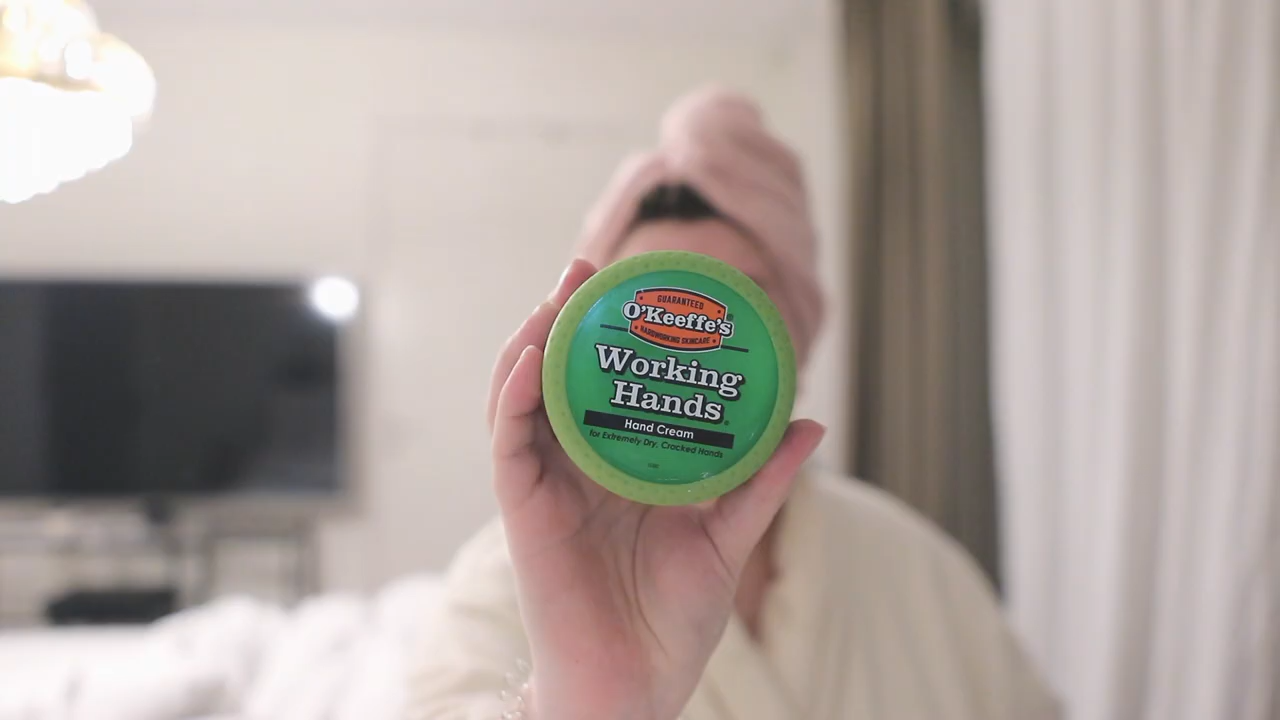 GUARANTEED
O'Keeffe's®
HARDWORKING SKINCARE
Working
Hands®
Hand Cream
for Extremely Dry, Cracked Hands